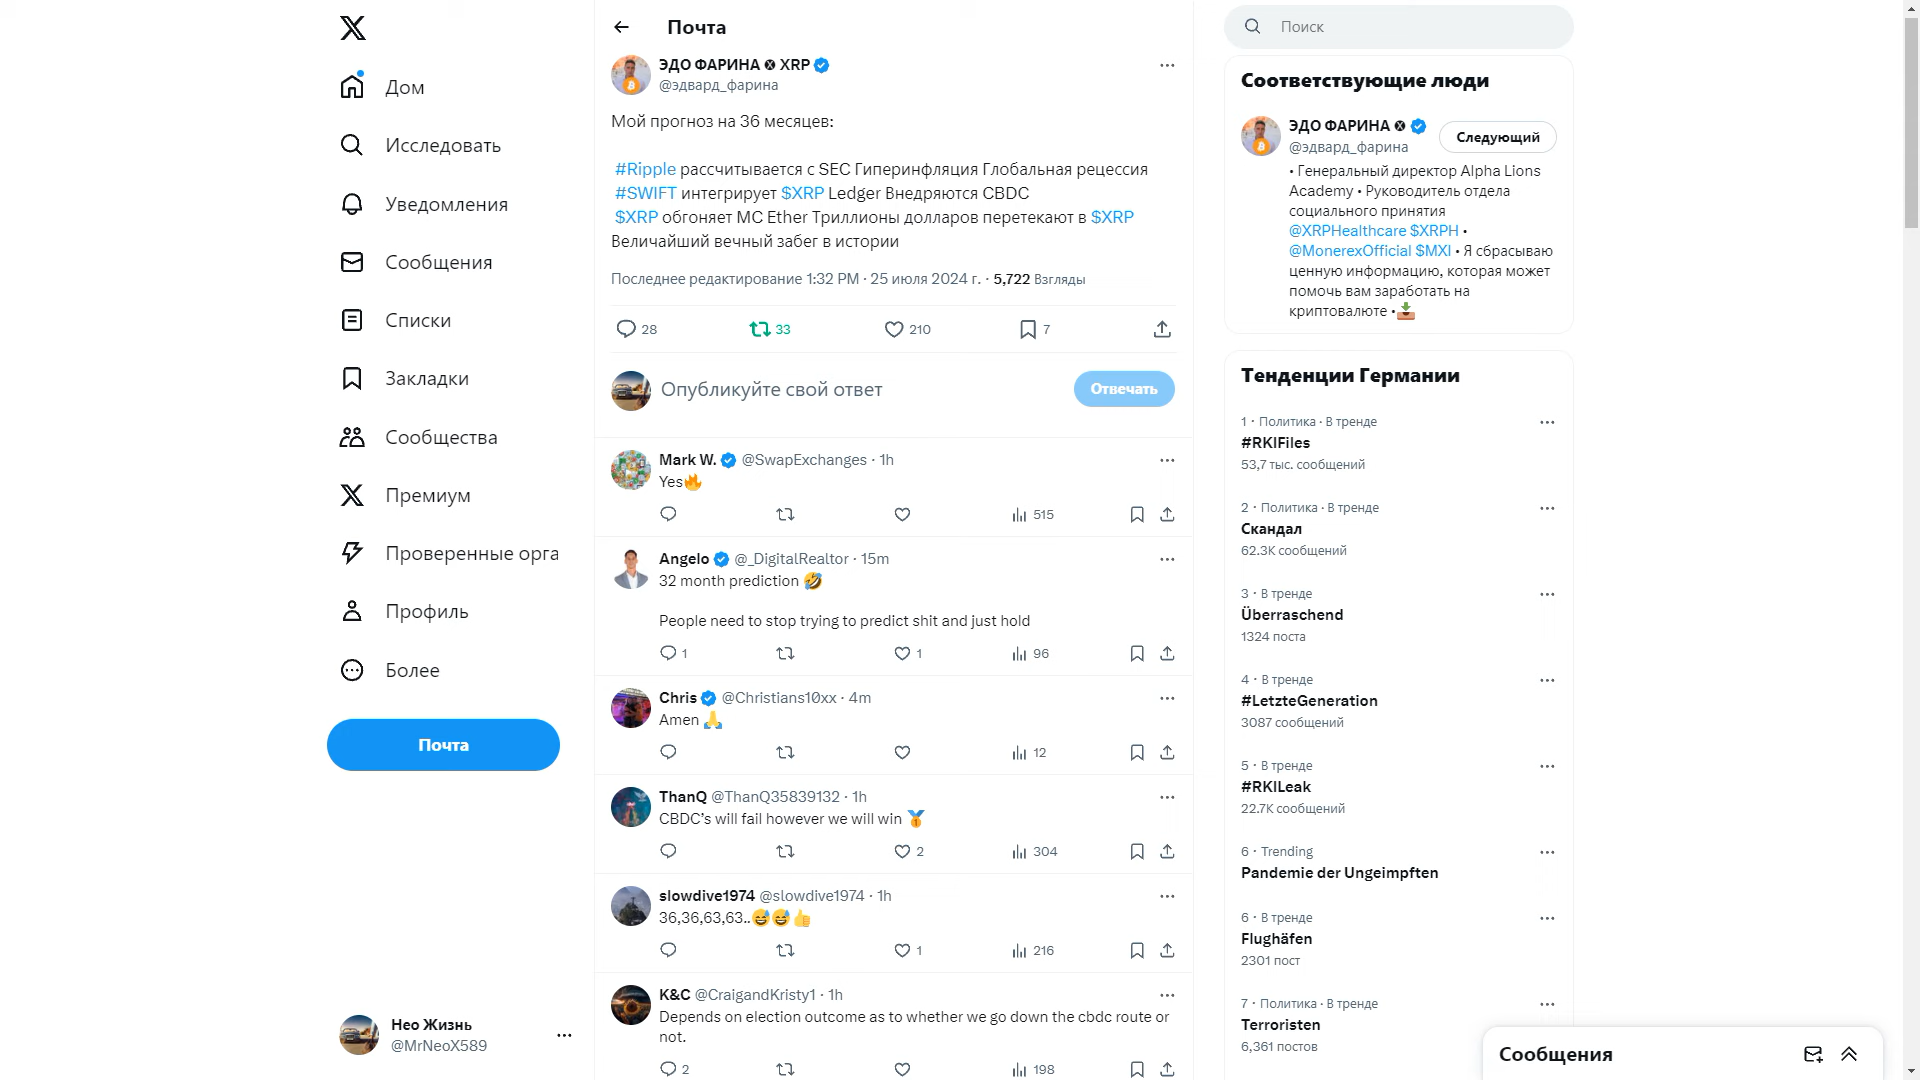 Дом
Исследовать
Уведомления
Сообщения
Списки
Закладки
Сообщества
Премиум
Проверенные орга
Профиль
Более
Почта
Нео Жизнь
@MrNeoX589
Почта
ЭДО ФАРИНА XRP
@эдвард_фарина
Мой прогноз на 36 месяцев:
#Ripple рассчитывается с SEC Гиперинфляция Глобальная рецессия
#SWIFT интегрирует $XRP Ledger Внедряются CBDC
$XRP обгоняет MC Ether Триллионы долларов перетекают в $XRP
Величайший вечный забег в истории
Последнее редактирование 1:32 PM · 25 июля 2024 г. · 5,722 Взгляды
28 33 210 7
Опубликуйте свой ответ
Отвечать
Mark W. @SwapExchanges · 1h
Yes🔥
515
Angelo @_DigitalRealtor · 15m
32 month prediction 🤣
People need to stop trying to predict shit and just hold
1 1 96
Chris @Christians10xx · 4m
Amen 🙏
12
ThanQ @ThanQ35839132 · 1h
CBDC’s will fail however we will win 🥇
2 304
slowdive1974 @slowdive1974 · 1h
36,36,63,63..😅😅👍
1 216
K&C @CraigandKristy1 · 1h
Depends on election outcome as to whether we go down the cbdc route or
not.
2 198
Поиск
Соответствующие люди
ЭДО ФАРИНА
@эдвард_фарина
Следующий
• Генеральный директор Alpha Lions
Academy • Руководитель отдела
социального принятия
@XRPHealthcare $XRPH •
@MonerexOfficial $MXI • Я сбрасываю
ценную информацию, которая может
помочь вам заработать на
криптовалюте •📥
Тенденции Германии
1 · Политика · В тренде
#RKIFiles
53,7 тыс. сообщений
2 · Политика · В тренде
Скандал
62.3K сообщений
3 · В тренде
Überraschend
1324 поста
4 · В тренде
#LetzteGeneration
3087 сообщений
5 · В тренде
#RKILeak
22.7K сообщений
6 · Trending
Pandemie der Ungeimpften
6 · В тренде
Flughäfen
2301 пост
7 · Политика · В тренде
Terroristen
6,361 постов
Сообщения